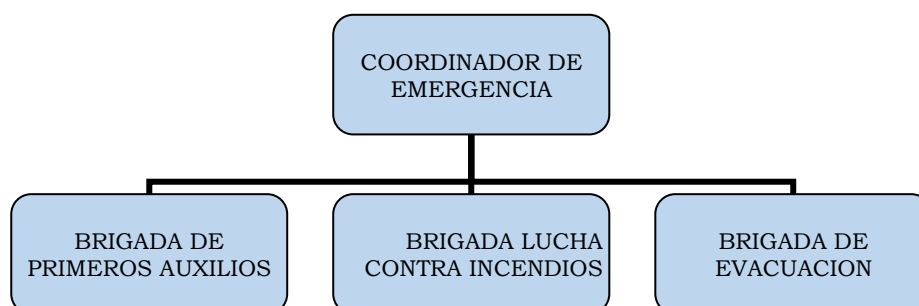 COORDINADOR DE
EMERGENCIA
BRIGADA DE
PRIMEROS AUXILIOS
BRIGADA LUCHA
CONTRA INCENDIOS
BRIGADA DE
EVACUACION